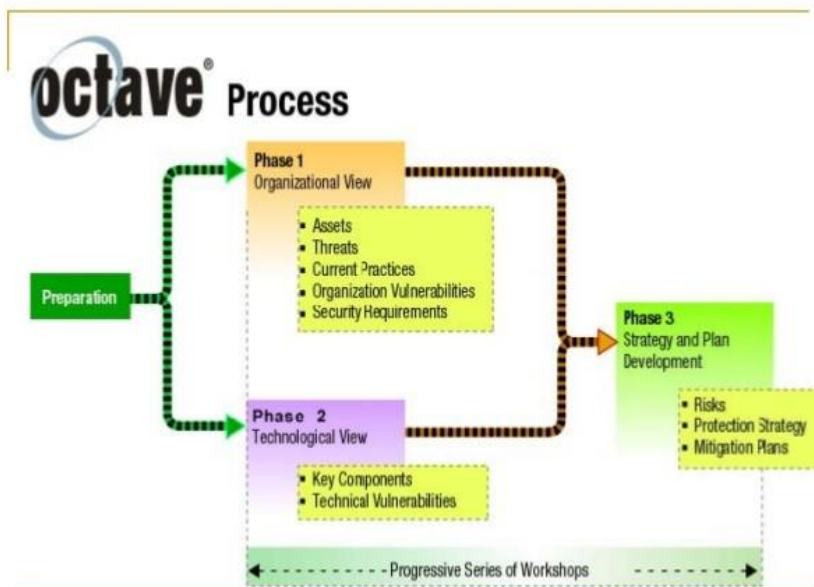 octave® Process
Phase 1
Organizational View
▪ Assets
▪ Threats
▪ Current Practices
▪ Organization Vulnerabilities
▪ Security Requirements
Preparation
Phase 2
Technological View
▪ Key Components
▪ Technical Vulnerabilities
Phase 3
Strategy and Plan
Development
▪ Risks
▪ Protection Strategy
▪ Mitigation Plans
Progressive Series of Workshops